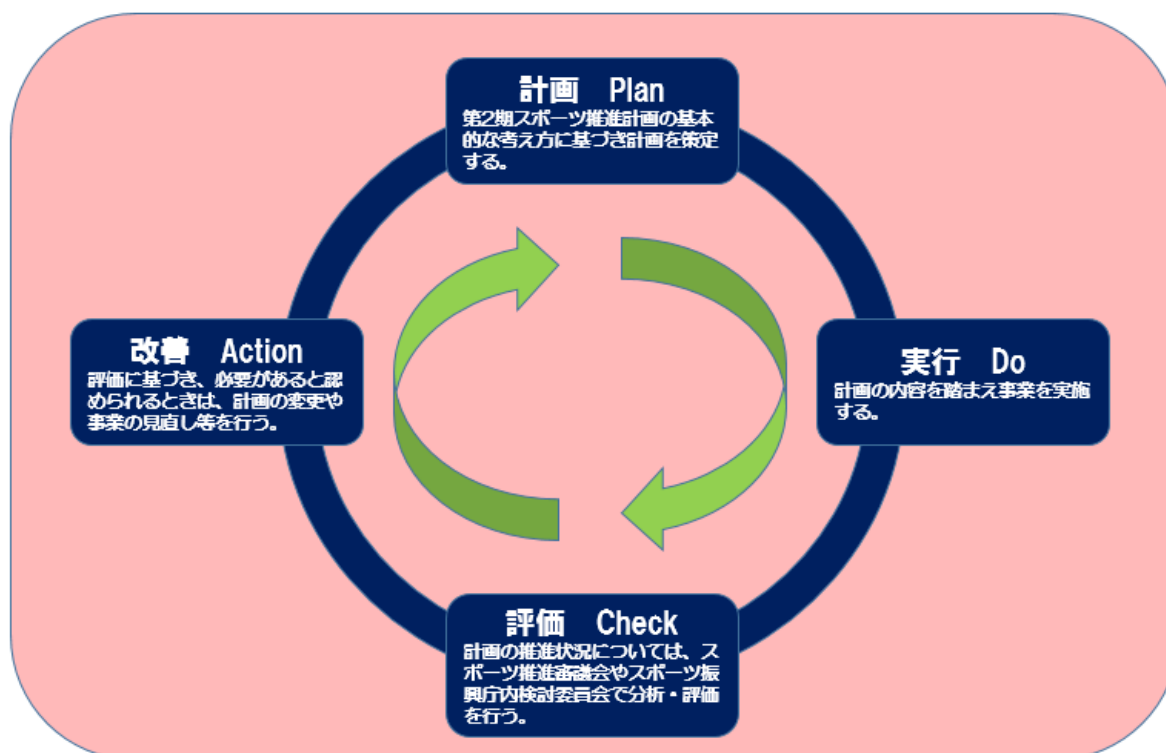 計画　Plan
第2期スポーツ推進計画の基本
的な考え方に基づき計画を策定
する。
改善　Action
評価に基づき、必要があると認
められるときは、計画の変更や
事業の見直し等を行う。
実行　Do
計画の内容を踏まえ事業を実施
する。
評価　Check
計画の推進状況については、ス
ポーツ推進審議会やスポーツ振
興庁内検討委員会で分析・評価
を行う。